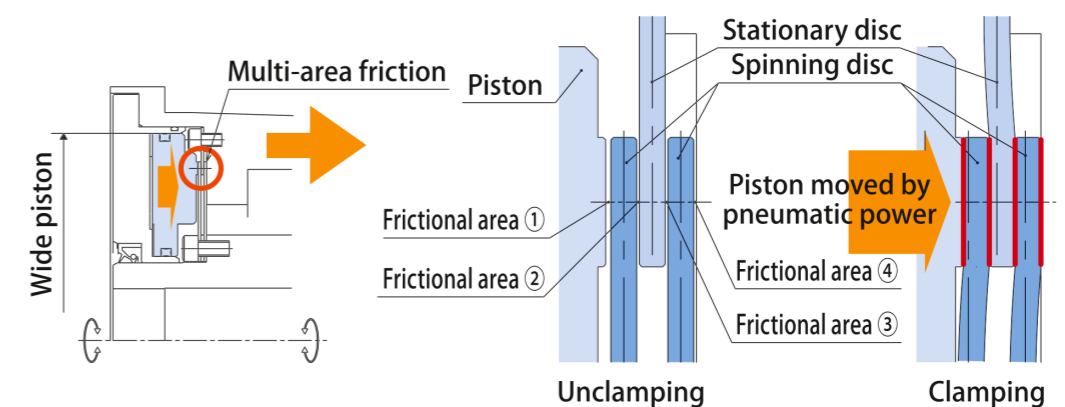 Multi-area friction
Wide piston
Piston
Stationary disc
Spinning disc
Frictional area ①
Frictional area ②
Frictional area ④
Frictional area ③
Unclamping
Piston moved by
pneumatic power
Clamping